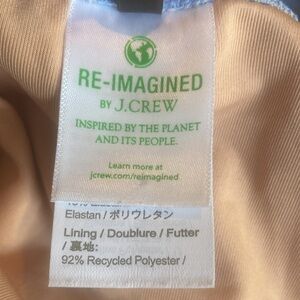 RE-IMAGINED
BY J.CREW
INSPIRED BY THE PLANET
AND ITS PEOPLE.
Learn more at
jcrew.com/reimagined
Elastan / ポリウレタン
Lining / Doublure / Futter
/ 裏地:
92% Recycled Polyester /